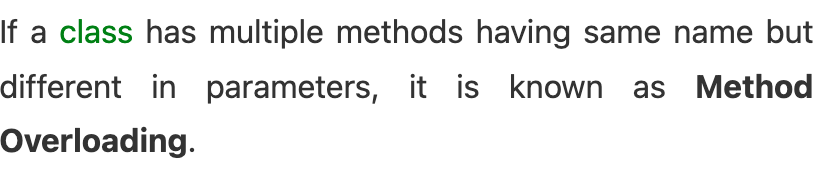 If a class has multiple methods having same name but
different in parameters, it is known as Method
Overloading.